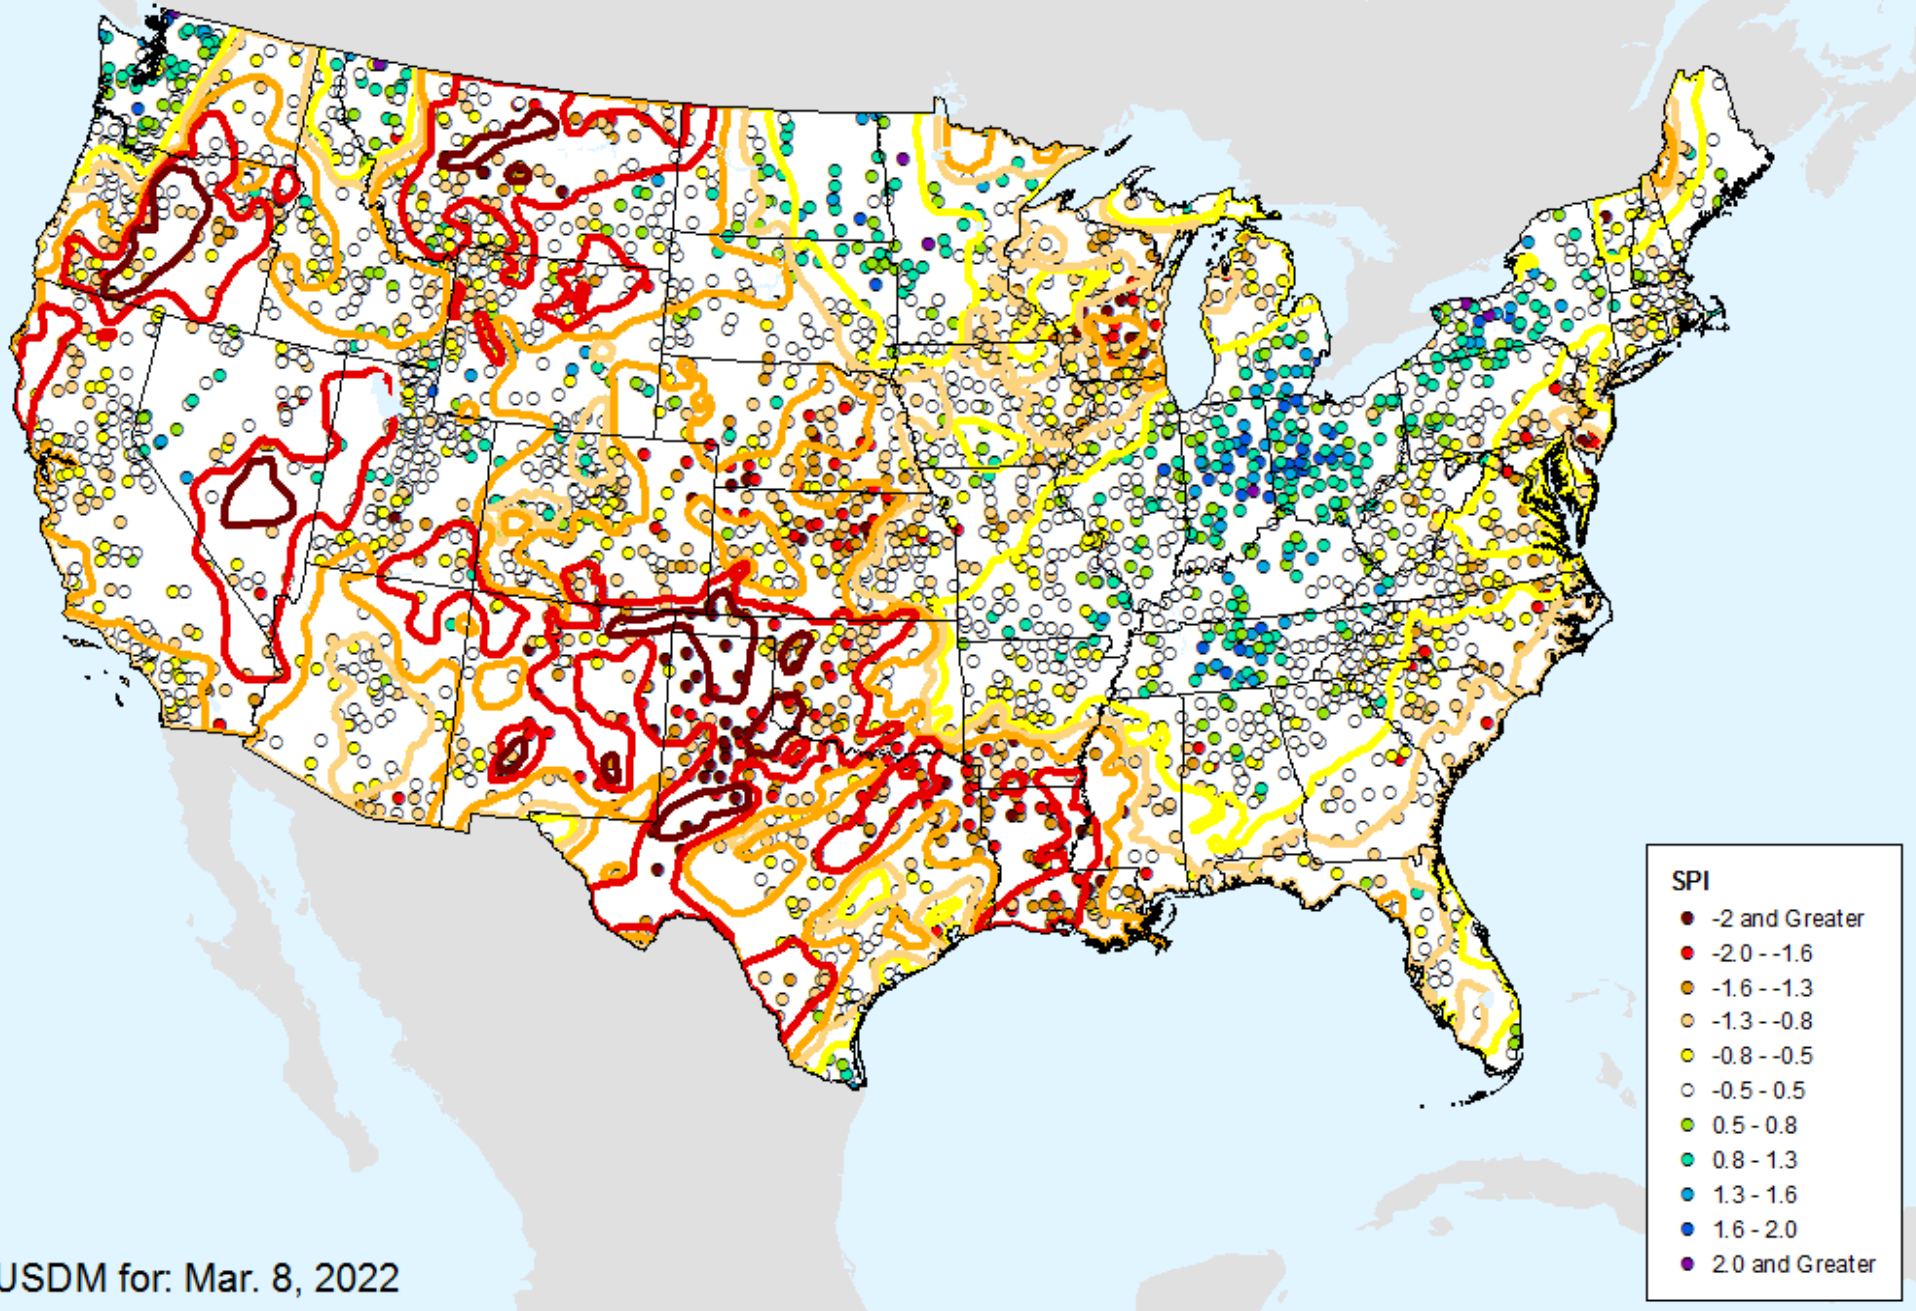 SPI
-2 and Greater
-2.0 - -1.6
-1.6 - -1.3
-1.3 - -0.8
-0.8 - -0.5
-0.5 - 0.5
0.5 - 0.8
0.8 - 1.3
1.3 - 1.6
1.6 - 2.0
2.0 and Greater
USDM for: Mar. 8, 2022